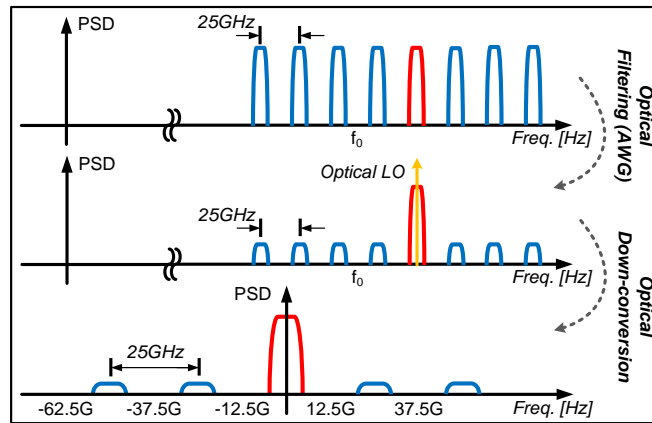 PSD
25GHz
f₀
Freq. [Hz]
Optical
Filtering (AWG)
PSD
Optical LO
25GHz
f₀
Freq. [Hz]
Optical
Down-conversion
PSD
25GHz
-62.5G -37.5G -12.5G 12.5G 37.5G Freq. [Hz]